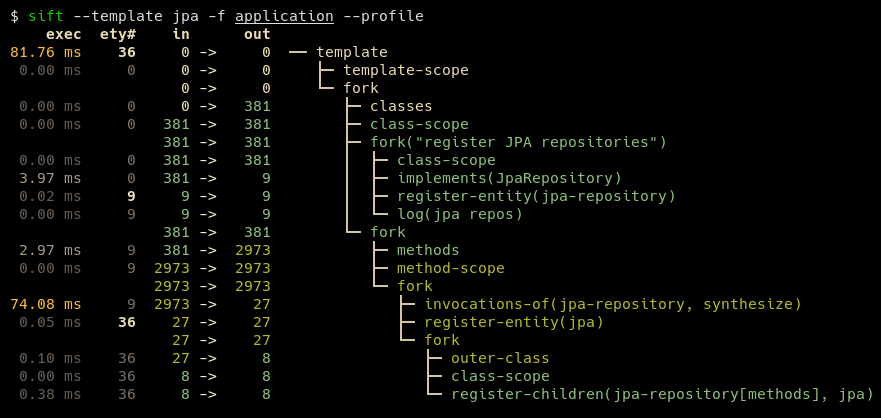 $ sift --template jpa -f application --profile
exec ety# in out
81.76 ms 36 0 -> 0 ── template
0.00 ms 0 0 -> 0 ├─ template-scope
0 -> 0 └─ fork
0.00 ms 0 0 -> 381 ├─ classes
0.00 ms 0 381 -> 381 ├─ class-scope
381 -> 381 ├─ fork("register JPA repositories")
0.00 ms 0 381 -> 381 │ ├─ class-scope
3.97 ms 0 381 -> 9 │ ├─ implements(JpaRepository)
0.02 ms 9 9 -> 9 │ ├─ register-entity(jpa-repository)
0.00 ms 9 9 -> 9 │ └─ log(jpa repos)
381 -> 381 └─ fork
2.97 ms 9 381 -> 2973 ├─ methods
0.00 ms 9 2973 -> 2973 ├─ method-scope
2973 -> 2973 └─ fork
74.08 ms 9 2973 -> 27 ├─ invocations-of(jpa-repository, synthesize)
0.05 ms 36 27 -> 27 ├─ register-entity(jpa)
27 -> 27 └─ fork
0.10 ms 36 27 -> 8 ├─ outer-class
0.00 ms 36 8 -> 8 ├─ class-scope
0.38 ms 36 8 -> 8 └─ register-children(jpa-repository[methods], jpa)